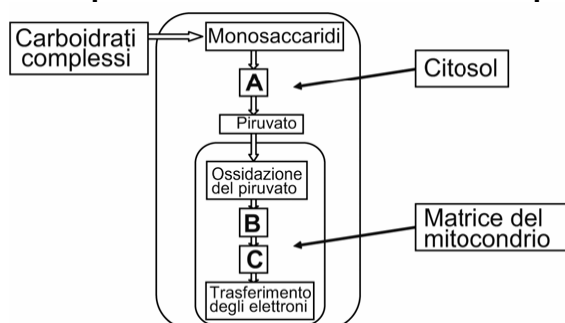 Carboidrati
complessi
Monosaccaridi
A
Citosol
Piruvato
Ossidazione
del piruvato
B
Matrice del
mitocondrio
C
Trasferimento
degli elettroni